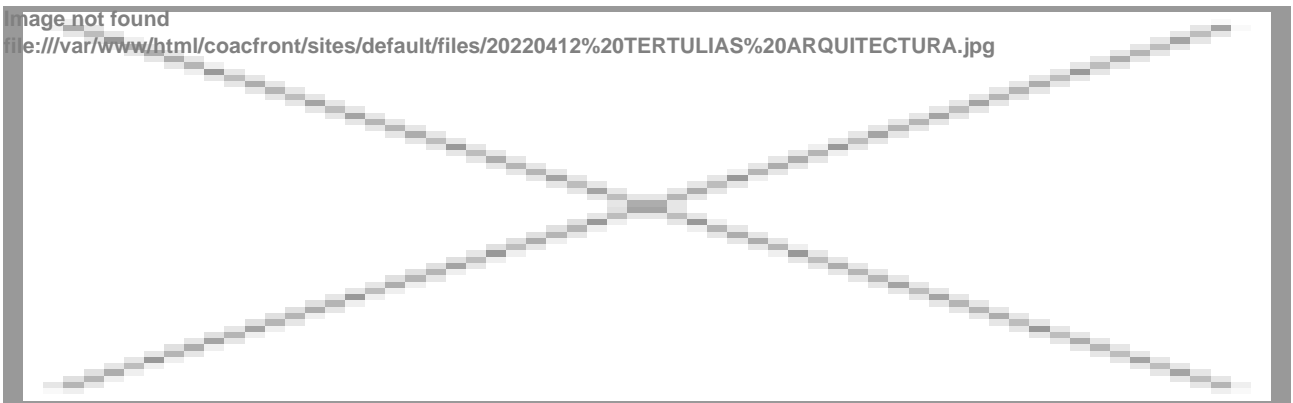 Image not found
file:///var/www/html/coacfront/sites/default/files/20220412%20TERTULIAS%20ARQUITECTURA.jpg